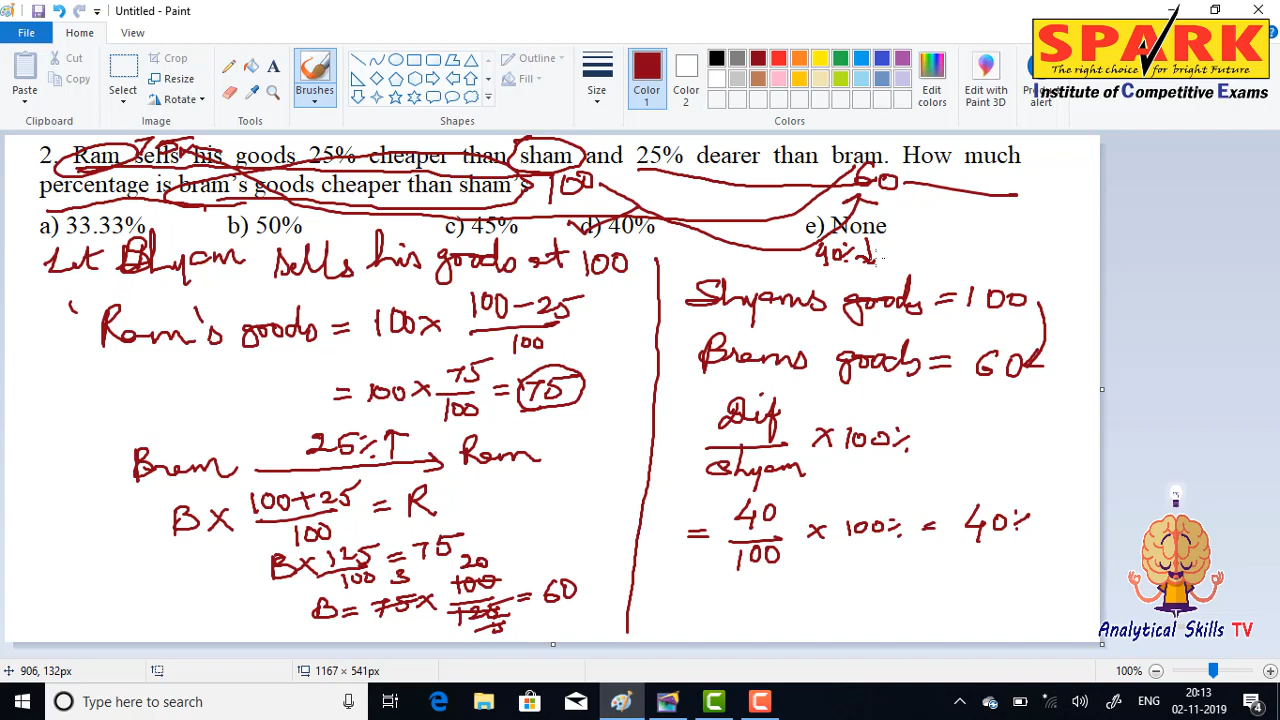 Untitled - Paint
File Home View
Paste Cut Copy Select Crop Resize Rotate Brushes Outline Fill Size Color 1 Color 2 Edit colors Edit with Paint 3D alert
Clipboard Image Tools Shapes Colors
SPARK
The right choice for bright Future
Institute of Competitive Exams
75
2. Ram sells his goods 25% cheaper than sham and 25% dearer than bram. How much
percentage is bram's goods cheaper than sham's
100 60
a) 33.33% b) 50% c) 45% d) 40% e) None
40%↓
Let Shyam sells his goods at 100
Ram's goods = 100 × 100-25/100
= 100 × 75/100 = 75
Bram 25%↑ Ram
B × 100+25/100 = R
B × 125/100 = 75
B = 75 × 100/125 = 60
3 20 5
Shyams goods = 100
Brams goods = 60
Dif/Shyam × 100%
= 40/100 × 100% = 40%
Analytical Skills TV
906, 132px 1167 × 541px 100%
Type here to search ENG 20:13 02-11-2019 4